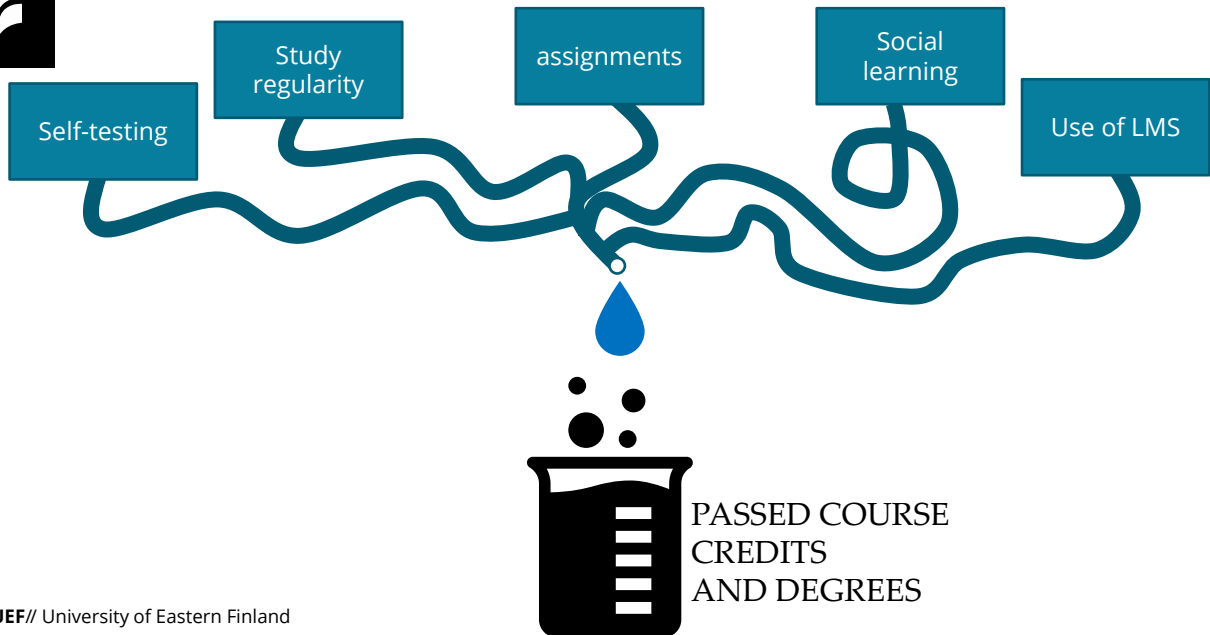 Self-testing
Study
regularity
assignments
Social
learning
Use of LMS
PASSED COURSE
CREDITS
AND DEGREES
UEF// University of Eastern Finland